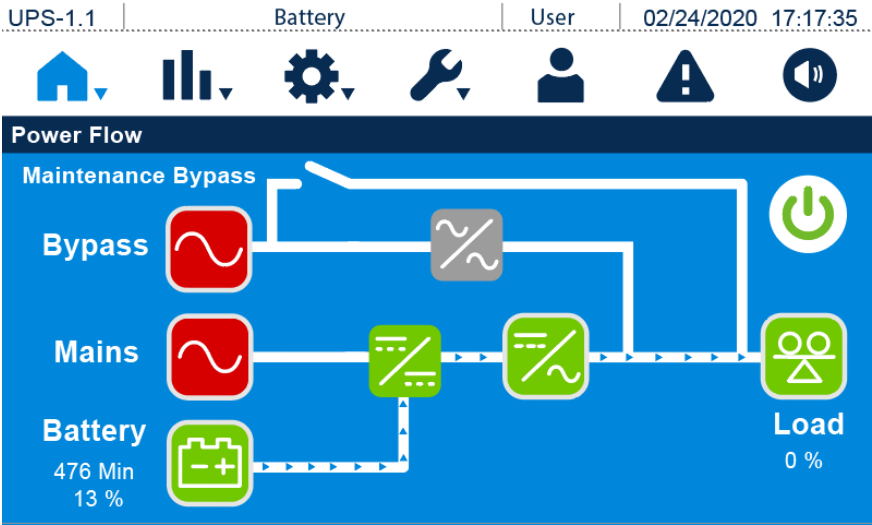 UPS-1.1 Battery User 02/24/2020 17:17:35
Power Flow
Maintenance Bypass
Bypass
Mains
Battery
476 Min
13 %
Load
0 %